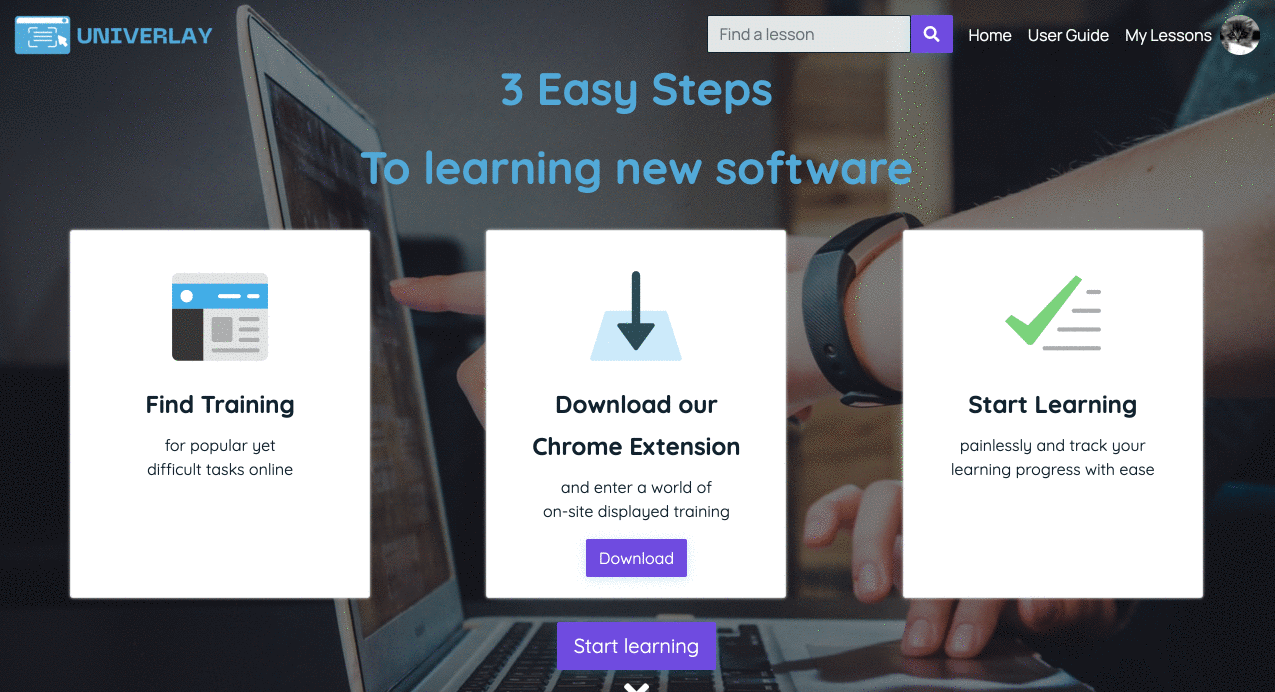 UNIVERLAY
Find a lesson
Home
User Guide
My Lessons
3 Easy Steps
To learning new software
Find Training
for popular yet
difficult tasks online
Download our
Chrome Extension
and enter a world of
on-site displayed training
Download
Start Learning
painlessly and track your
learning progress with ease
Start learning